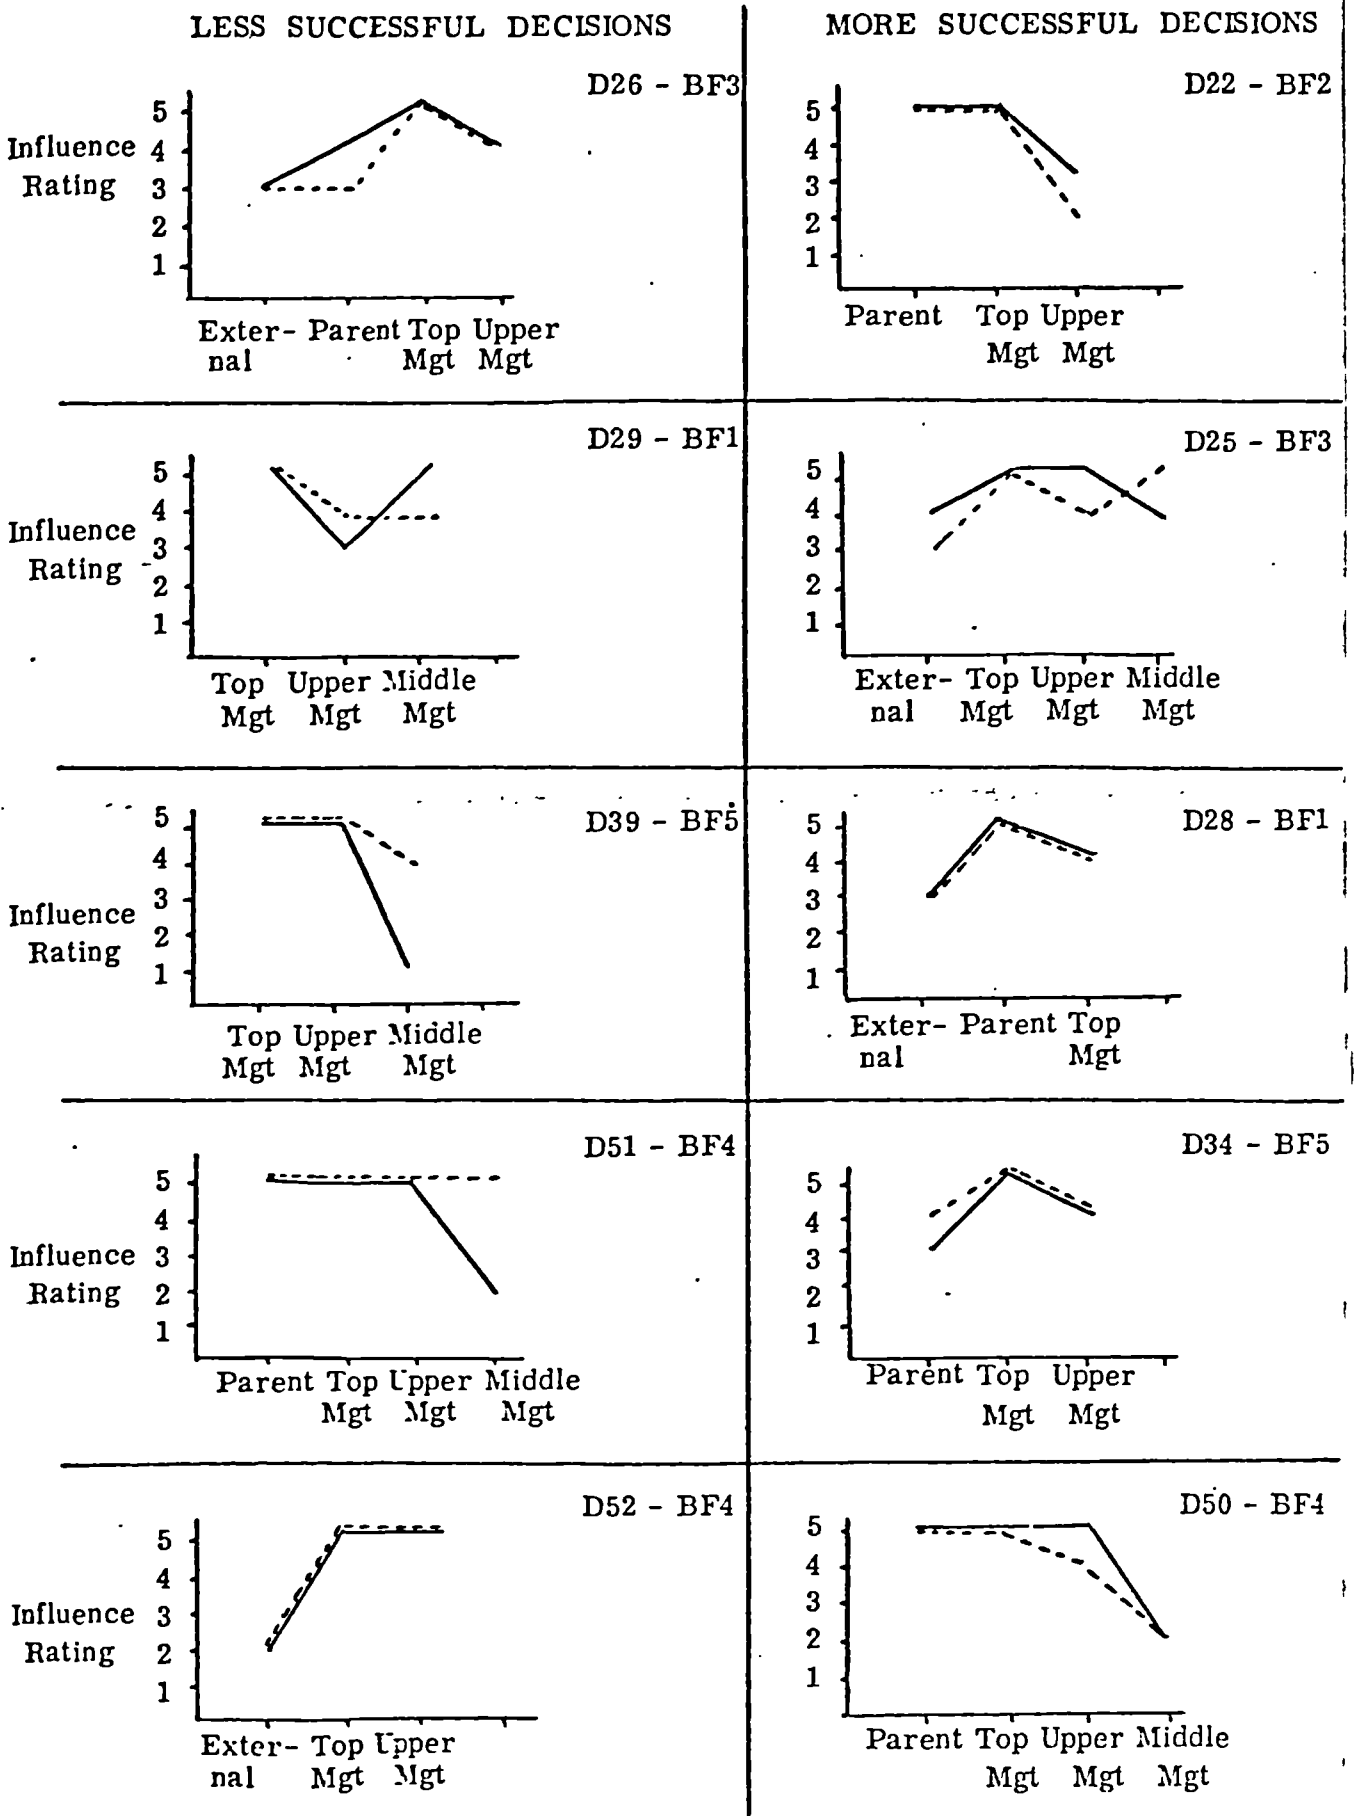 LESS SUCCESSFUL DECISIONS
MORE SUCCESSFUL DECISIONS
D26 - BF3
Influence
Rating
5
4
3
2
1
Exter- Parent Top Upper
nal Mgt Mgt
D22 - BF2
5
4
3
2
1
Parent Top Upper
Mgt Mgt
D29 - BF1
Influence
Rating
5
4
3
2
1
Top Upper Middle
Mgt Mgt Mgt
D25 - BF3
5
4
3
2
1
Exter- Top Upper Middle
nal Mgt Mgt Mgt
D39 - BF5
Influence
Rating
5
4
3
2
1
Top Upper Middle
Mgt Mgt Mgt
D28 - BF1
5
4
3
2
1
Exter- Parent Top
nal Mgt
D51 - BF4
Influence
Rating
5
4
3
2
1
Parent Top Upper Middle
Mgt Mgt Mgt
D34 - BF5
5
4
3
2
1
Parent Top Upper
Mgt Mgt
D52 - BF4
Influence
Rating
5
4
3
2
1
Exter- Top Upper
nal Mgt Mgt
D50 - BF4
5
4
3
2
1
Parent Top Upper Middle
Mgt Mgt Mgt